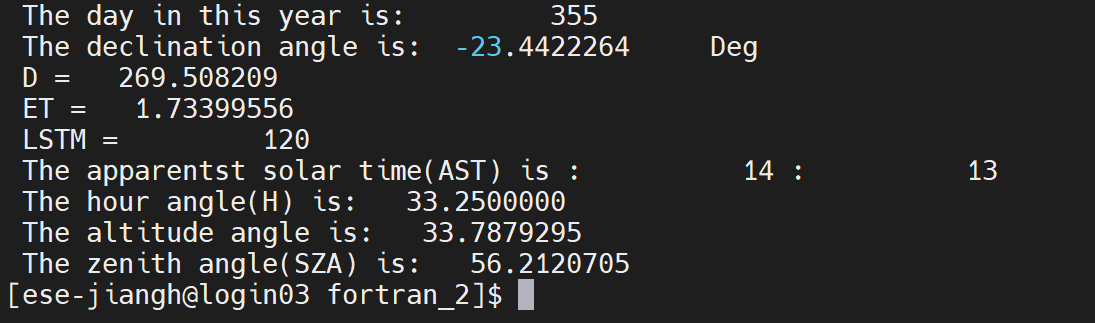 The day in this year is: 355
The declination angle is: -23.4422264 Deg
D = 269.508209
ET = 1.73399556
LSTM = 120
The apparentst solar time(AST) is : 14 : 13
The hour angle(H) is: 33.2500000
The altitude angle is: 33.7879295
The zenith angle(SZA) is: 56.2120705
[ese-jiangh@login03 fortran_2]$